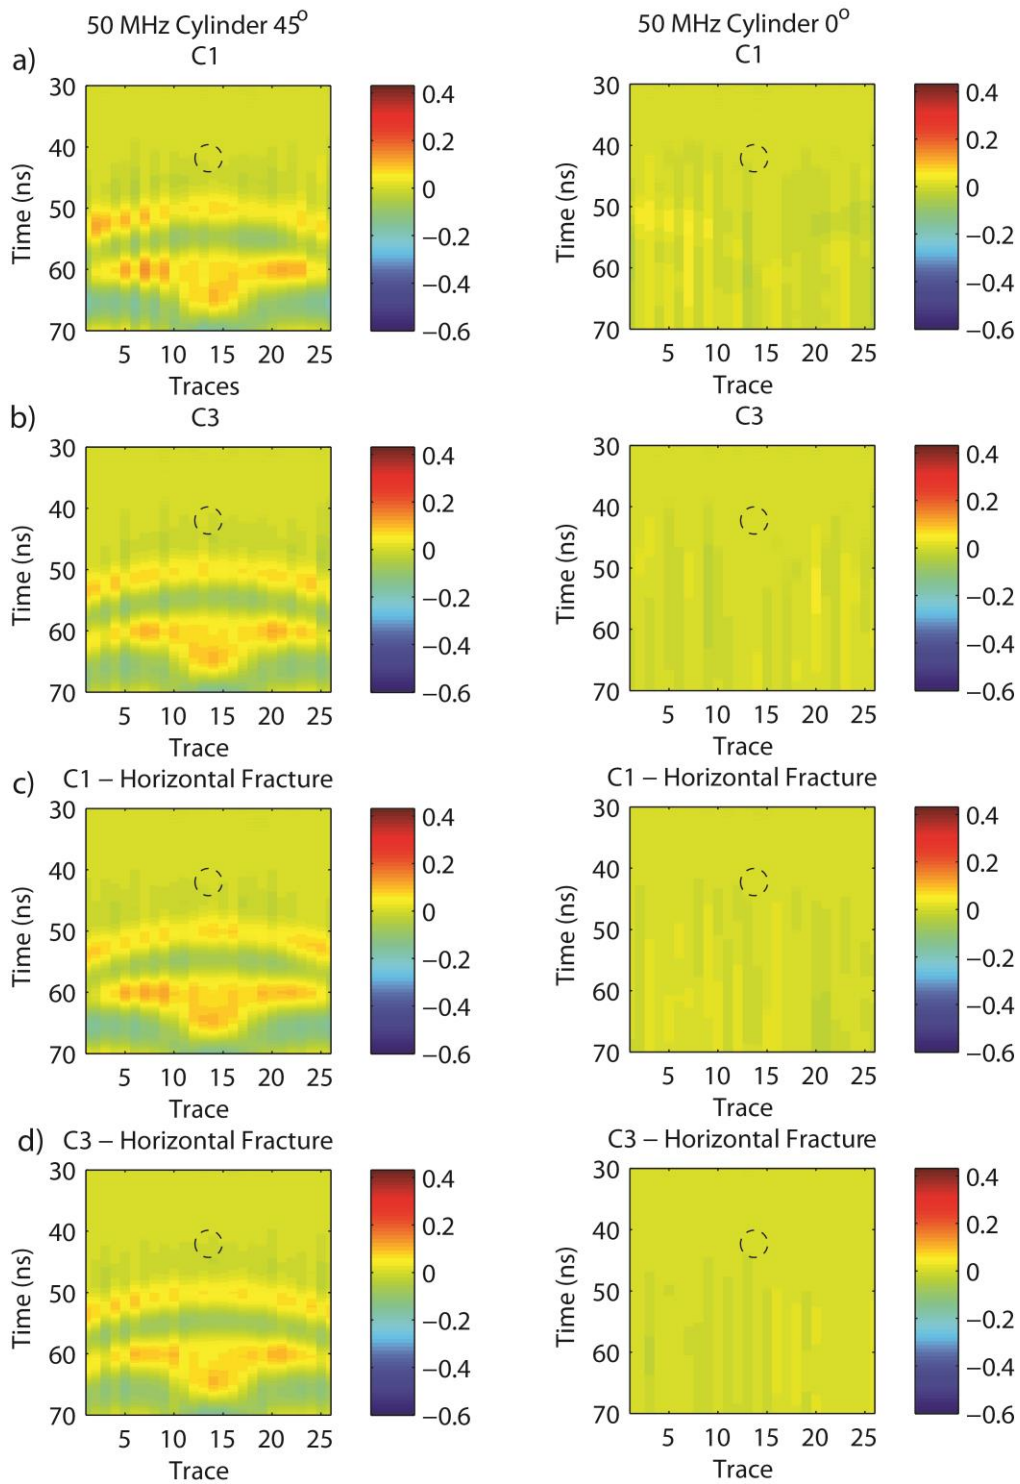 50 MHz Cylinder 45°
50 MHz Cylinder 0°
a)
C1
C1
30
40
50
60
70
Time (ns)
5 10 15 20 25
Traces
0.4
0.2
0
−0.2
−0.4
−0.6
30
40
50
60
70
Time (ns)
5 10 15 20 25
Trace
0.4
0.2
0
−0.2
−0.4
−0.6
b)
C3
C3
30
40
50
60
70
Time (ns)
5 10 15 20 25
Trace
0.4
0.2
0
−0.2
−0.4
−0.6
30
40
50
60
70
Time (ns)
5 10 15 20 25
Trace
0.4
0.2
0
−0.2
−0.4
−0.6
c)
C1 – Horizontal Fracture
C1 – Horizontal Fracture
30
40
50
60
70
Time (ns)
5 10 15 20 25
Trace
0.4
0.2
0
−0.2
−0.4
−0.6
30
40
50
60
70
Time (ns)
5 10 15 20 25
Trace
0.4
0.2
0
−0.2
−0.4
−0.6
d)
C3 – Horizontal Fracture
C3 – Horizontal Fracture
30
40
50
60
70
Time (ns)
5 10 15 20 25
Trace
0.4
0.2
0
−0.2
−0.4
−0.6
30
40
50
60
70
Time (ns)
5 10 15 20 25
Trace
0.4
0.2
0
−0.2
−0.4
−0.6